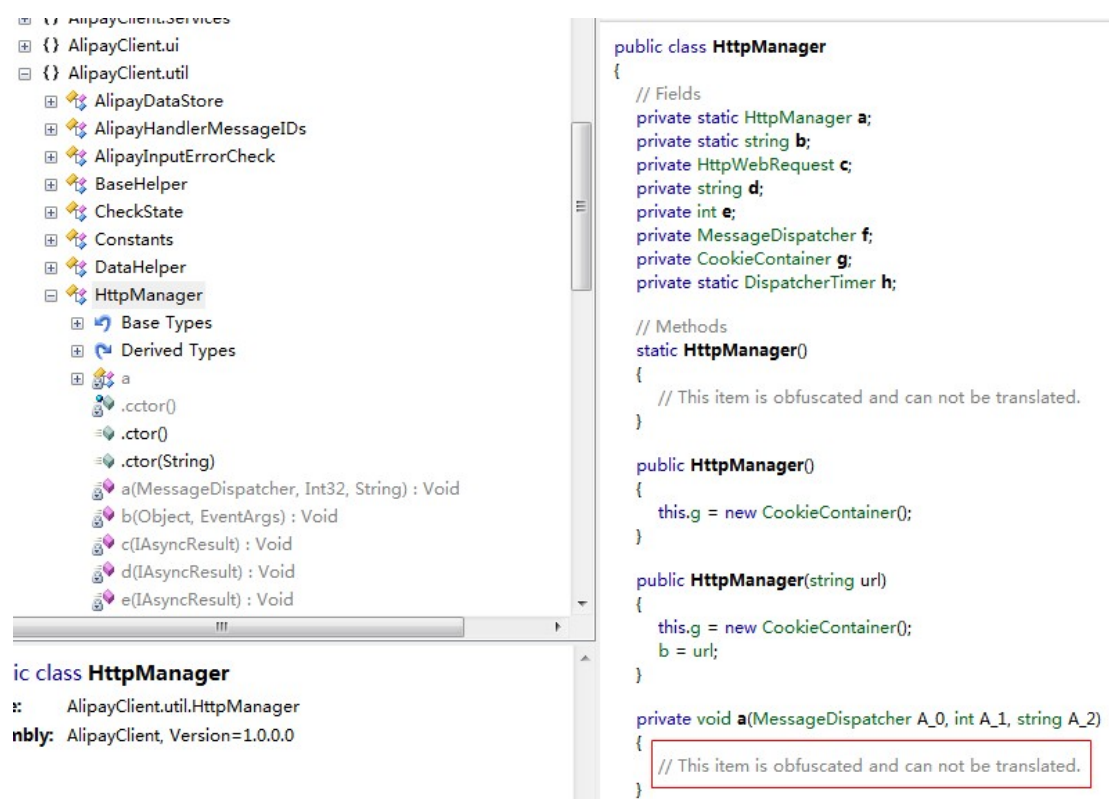 {} AlipayClient.Services
{} AlipayClient.ui
{} AlipayClient.util
AlipayDataStore
AlipayHandlerMessageIDs
AlipayInputErrorCheck
BaseHelper
CheckState
Constants
DataHelper
HttpManager
Base Types
Derived Types
a
.cctor()
.ctor()
.ctor(String)
a(MessageDispatcher, Int32, String) : Void
b(Object, EventArgs) : Void
c(IAsyncResult) : Void
d(IAsyncResult) : Void
e(IAsyncResult) : Void
ic class HttpManager
e: AlipayClient.util.HttpManager
mbly: AlipayClient, Version=1.0.0.0
public class HttpManager
{
// Fields
private static HttpManager a;
private static string b;
private HttpWebRequest c;
private string d;
private int e;
private MessageDispatcher f;
private CookieContainer g;
private static DispatcherTimer h;
// Methods
static HttpManager()
{
// This item is obfuscated and can not be translated.
}
public HttpManager()
{
this.g = new CookieContainer();
}
public HttpManager(string url)
{
this.g = new CookieContainer();
b = url;
}
private void a(MessageDispatcher A_0, int A_1, string A_2)
{
// This item is obfuscated and can not be translated.
}